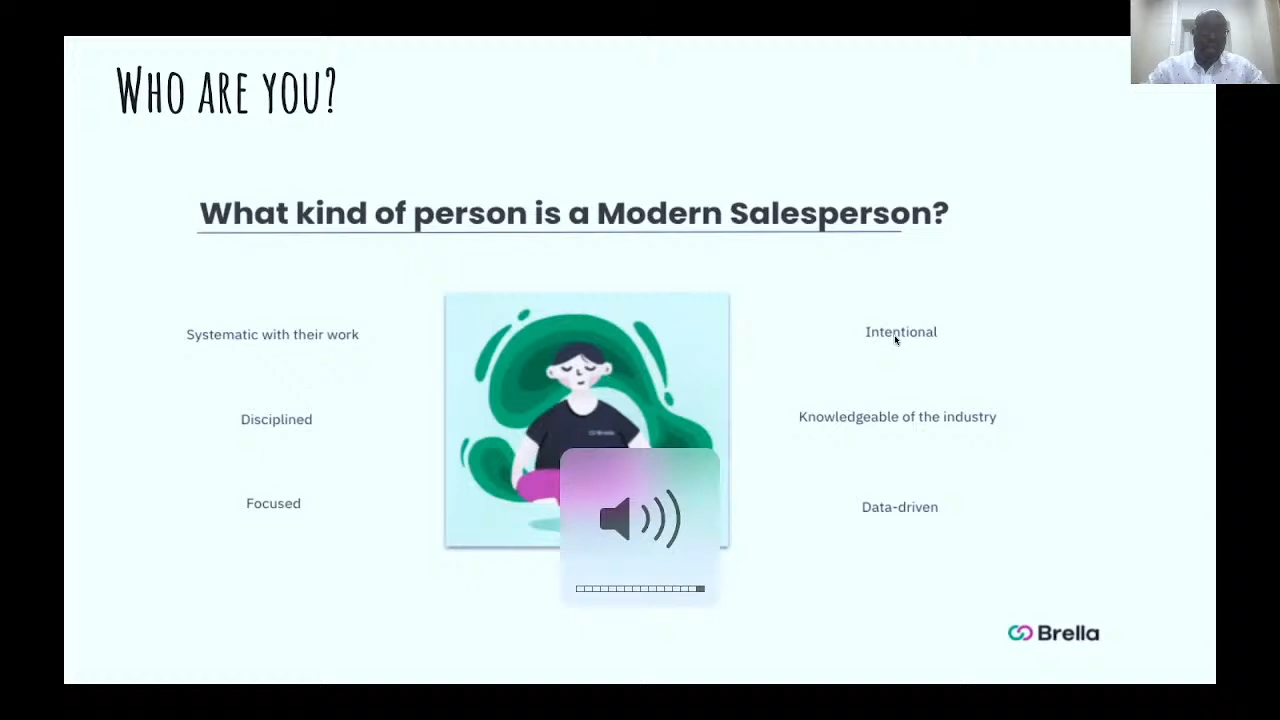 WHO ARE YOU?
What kind of person is a Modern Salesperson?
Systematic with their work
Intentional
Disciplined
Knowledgeable of the industry
Focused
Data-driven
Brella
Brella